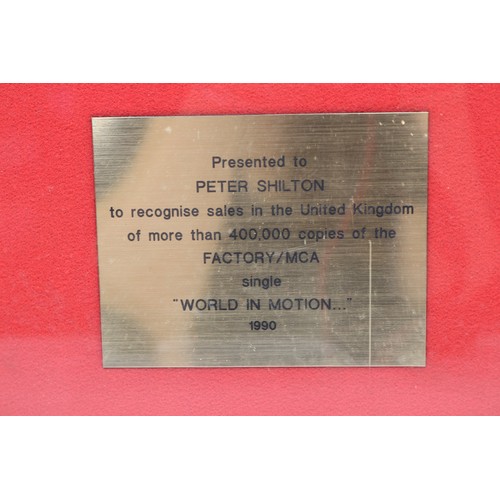 Presented to
PETER SHILTON
to recognise sales in the United Kingdom
of more than 400,000 copies of the
FACTORY/MCA
single
"WORLD IN MOTION..."
1990